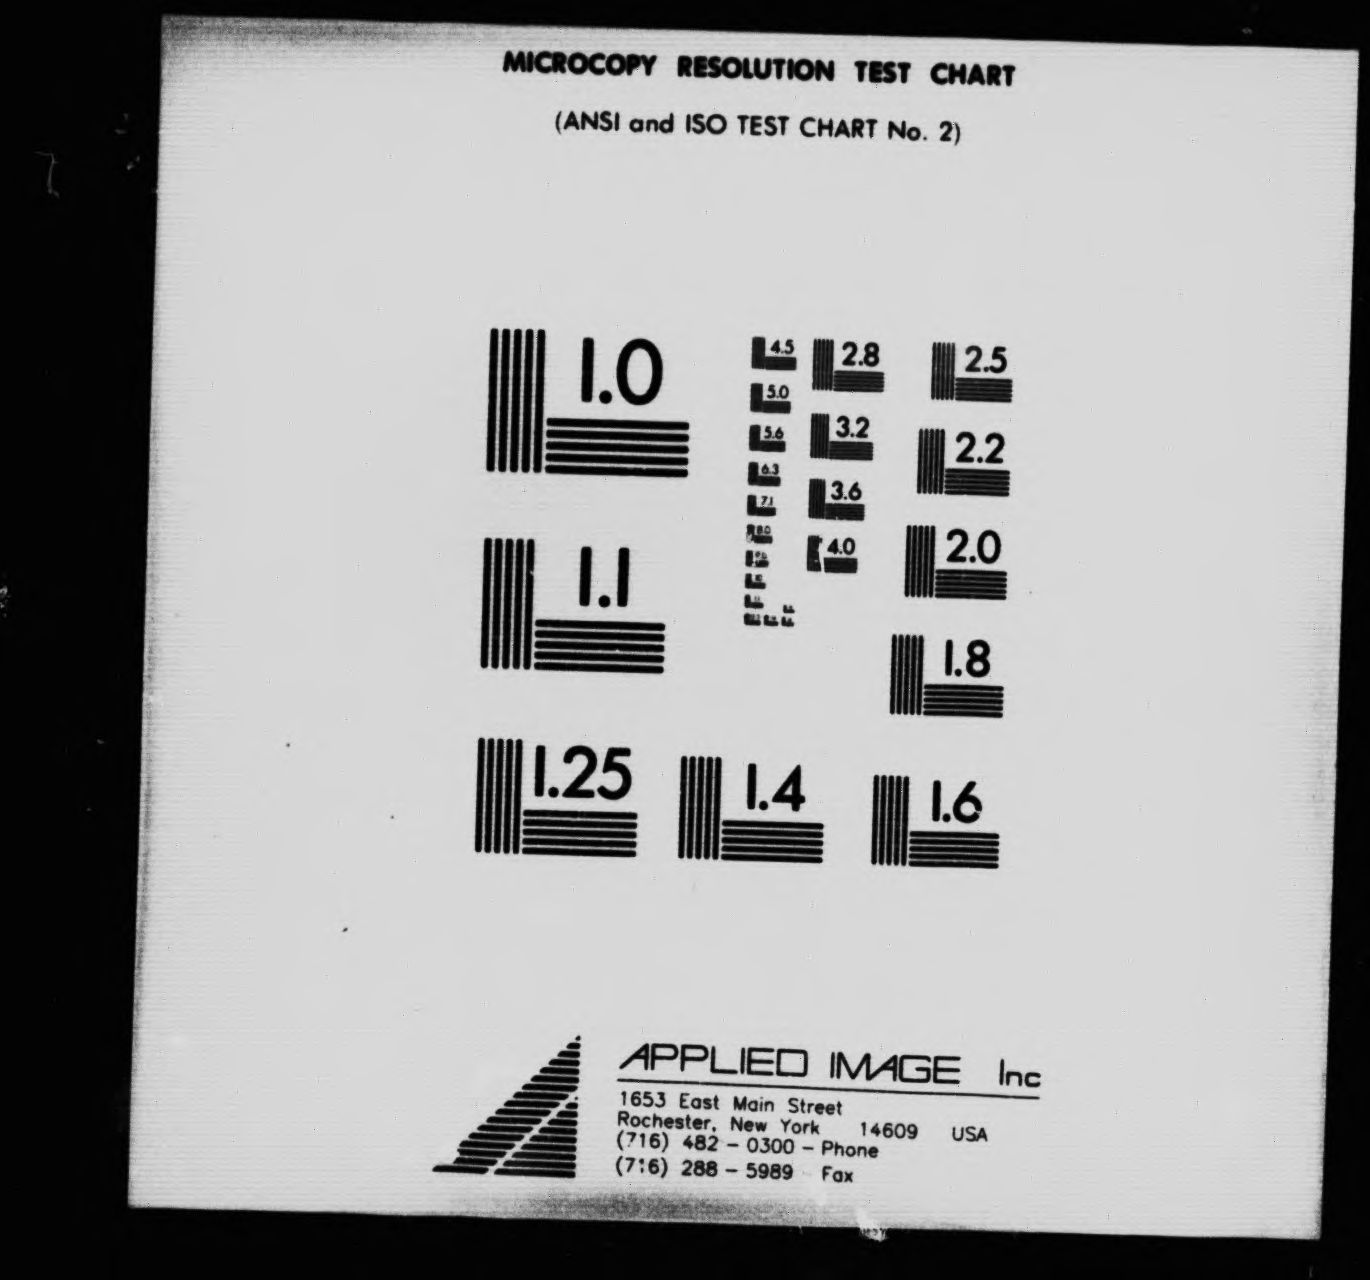 MICROCOPY RESOLUTION TEST CHART
(ANSI and ISO TEST CHART No. 2)
1.0
4.5
2.8
2.5
5.0
5.6
3.2
2.2
6.3
3.6
7.1
8.0
4.0
2.0
1.1
1.8
1.25
1.4
1.6
APPLIED IMAGE Inc
1653 East Main Street
Rochester, New York 14609 USA
(716) 482 - 0300 - Phone
(716) 288 - 5989 - Fax